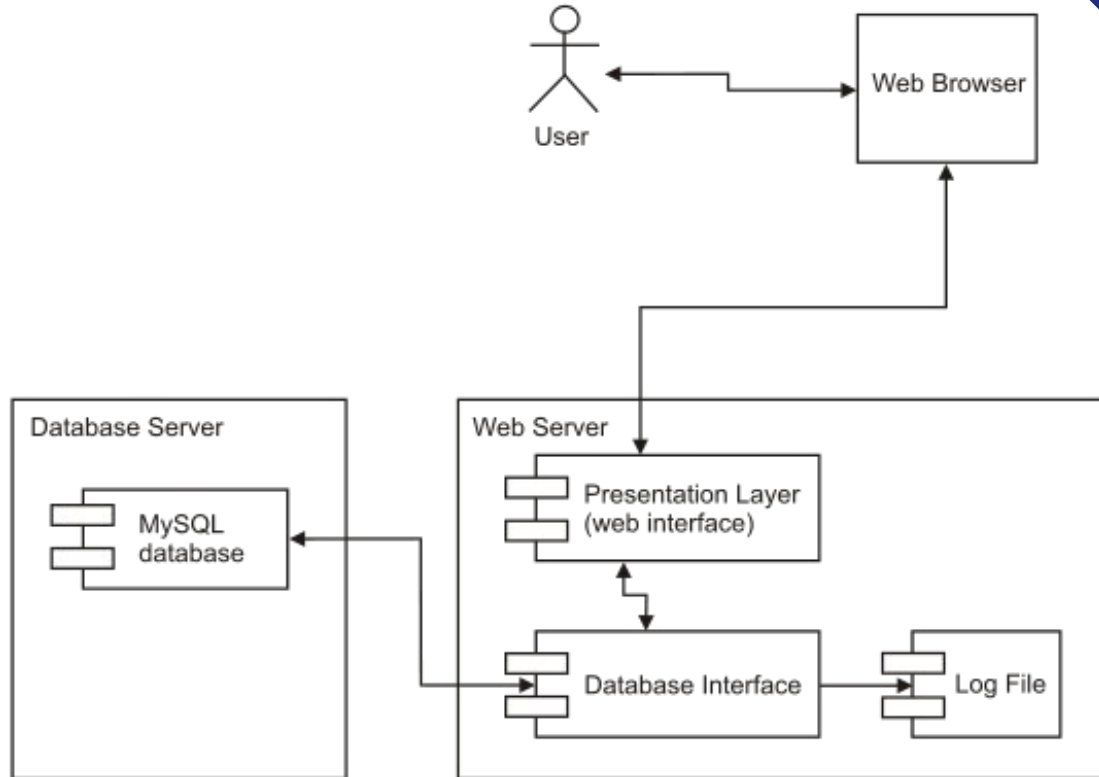 User
Web Browser
Database Server
MySQL
database
Web Server
Presentation Layer
(web interface)
Database Interface
Log File